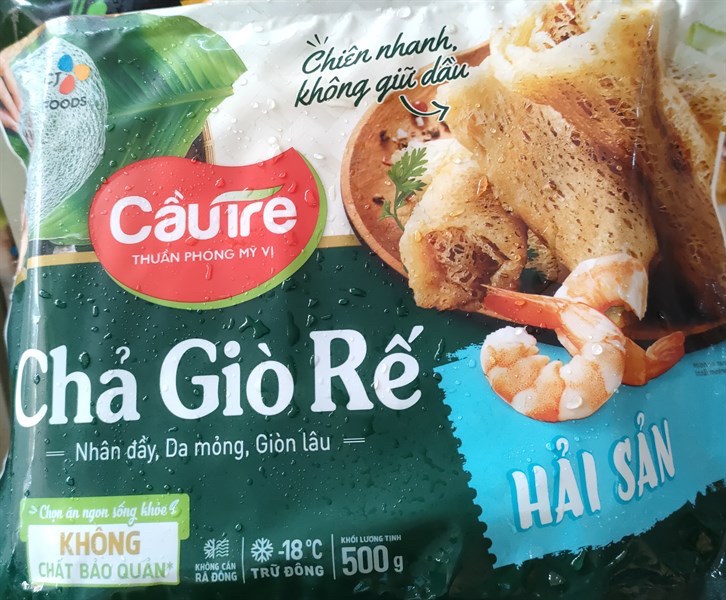 Chiên nhanh,
không giữ dầu
CJ
FOODS
CầuTre
THUẦN PHONG MỸ VỊ
Chả Giò Rế
Nhân đầy, Da mỏng, Giòn lâu
HẢI SẢN
Chọn ăn ngon sống khỏe
KHÔNG
CHẤT BẢO QUẢN*
KHÔNG CẦN
RÃ ĐÔNG
-18°C
TRỮ ĐÔNG
KHỐI LƯỢNG TỊNH
500g